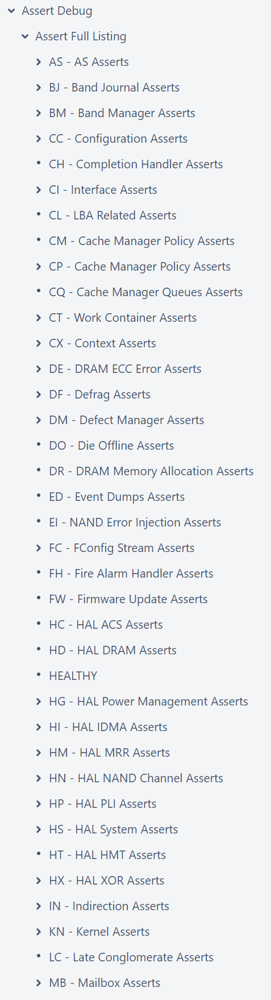 Assert Debug
Assert Full Listing
AS - AS Asserts
BJ - Band Journal Asserts
BM - Band Manager Asserts
CC - Configuration Asserts
CH - Completion Handler Asserts
CI - Interface Asserts
CL - LBA Related Asserts
CM - Cache Manager Policy Asserts
CP - Cache Manager Policy Asserts
CQ - Cache Manager Queues Asserts
CT - Work Container Asserts
CX - Context Asserts
DE - DRAM ECC Error Asserts
DF - Defrag Asserts
DM - Defect Manager Asserts
DO - Die Offline Asserts
DR - DRAM Memory Allocation Asserts
ED - Event Dumps Asserts
EI - NAND Error Injection Asserts
FC - FConfig Stream Asserts
FH - Fire Alarm Handler Asserts
FW - Firmware Update Asserts
HC - HAL ACS Asserts
HD - HAL DRAM Asserts
HEALTHY
HG - HAL Power Management Asserts
HI - HAL IDMA Asserts
HM - HAL MRR Asserts
HN - HAL NAND Channel Asserts
HP - HAL PLI Asserts
HS - HAL System Asserts
HT - HAL HMT Asserts
HX - HAL XOR Asserts
IN - Indirection Asserts
KN - Kernel Asserts
LC - Late Conglomerate Asserts
MB - Mailbox Asserts